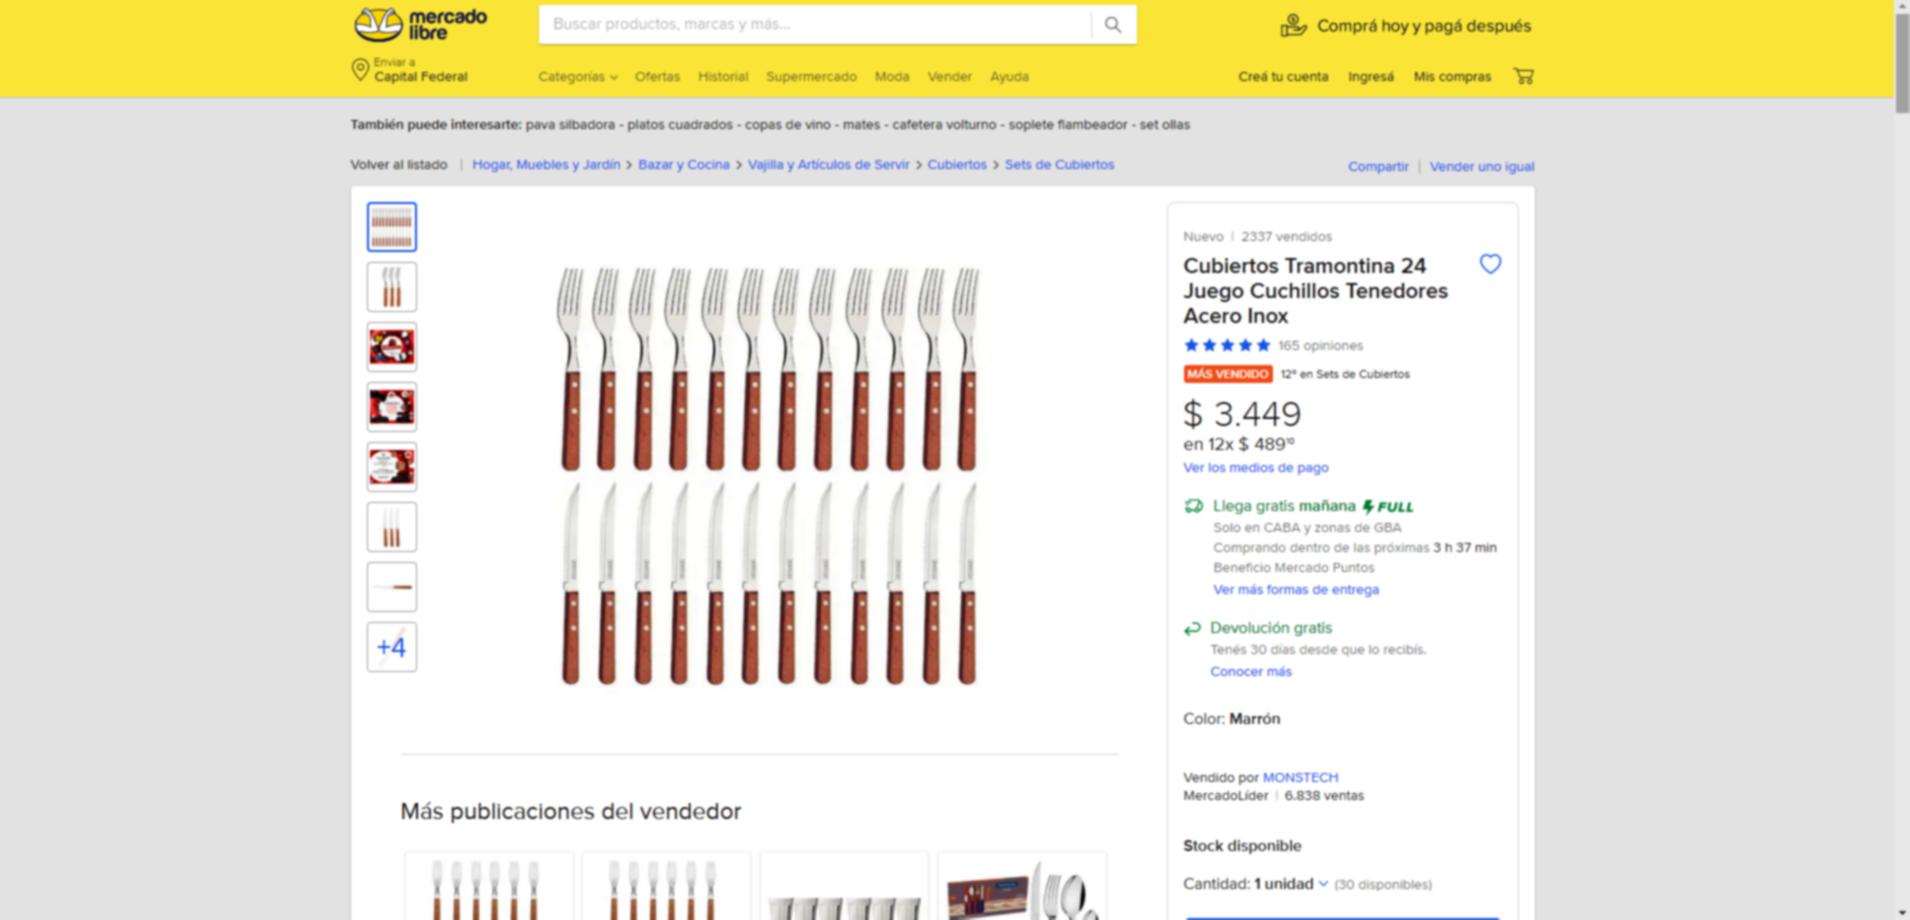 mercado
libre
Buscar productos, marcas y más...
Comprá hoy y pagá después
Enviar a
Capital Federal
Categorías Ofertas Historial Supermercado Moda Vender Ayuda
Creá tu cuenta Ingresá Mis compras
También puede interesarte: pava silbadora - platos cuadrados - copas de vino - mates - cafetera volturno - soplete flambeador - set ollas
Volver al listado | Hogar, Muebles y Jardín > Bazar y Cocina > Vajilla y Artículos de Servir > Cubiertos > Sets de Cubiertos
Compartir | Vender uno igual
+4
Nuevo | 2337 vendidos
Cubiertos Tramontina 24
Juego Cuchillos Tenedores
Acero Inox
165 opiniones
MÁS VENDIDO 12º en Sets de Cubiertos
$ 3.449
en 12x $ 489¹⁰
Ver los medios de pago
Llega gratis mañana FULL
Solo en CABA y zonas de GBA
Comprando dentro de las próximas 3 h 37 min
Beneficio Mercado Puntos
Ver más formas de entrega
Devolución gratis
Tenés 30 días desde que lo recibís.
Conocer más
Color: Marrón
Vendido por MONSTECH
MercadoLíder | 6.838 ventas
Stock disponible
Cantidad: 1 unidad (30 disponibles)
Más publicaciones del vendedor